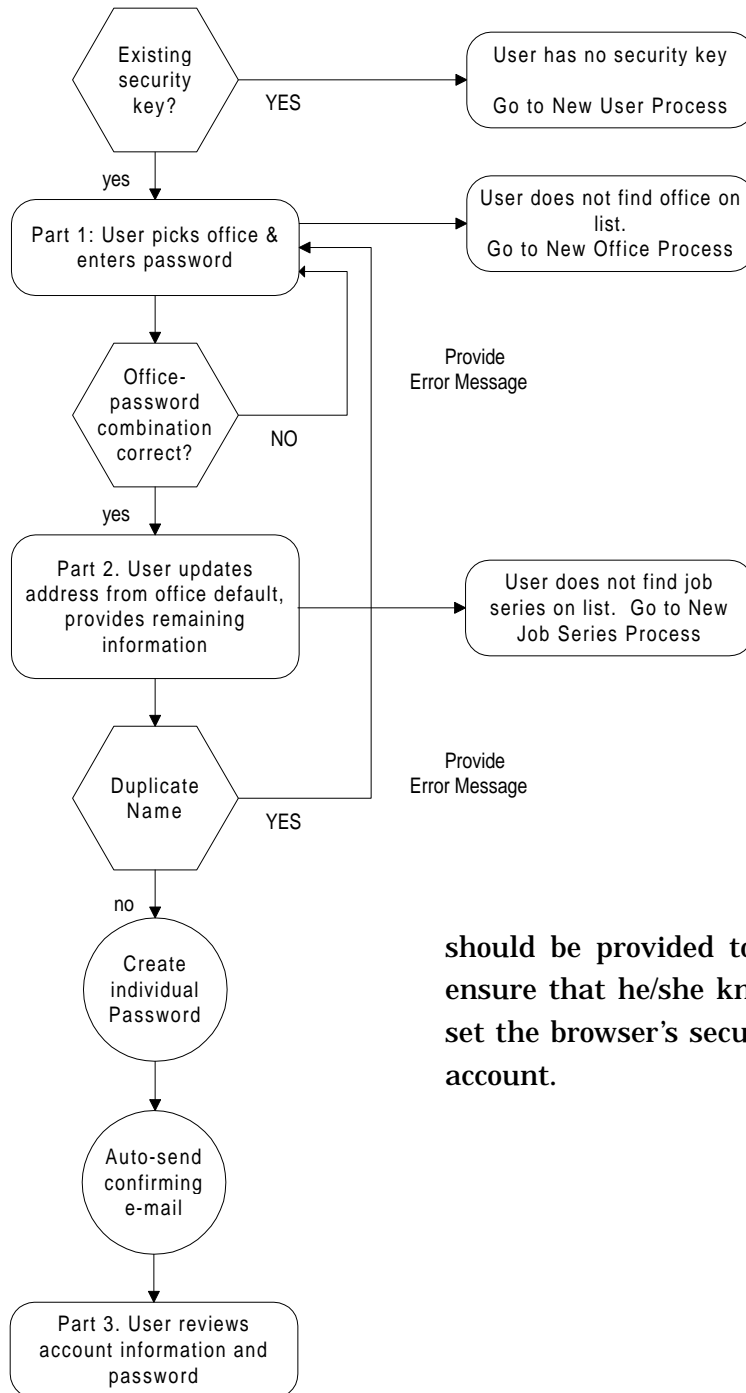 Existing
security
key?
YES
User has no security key
Go to New User Process
yes
Part 1: User picks office &
enters password
User does not find office on
list.
Go to New Office Process
Provide
Error Message
Office-
password
combination
correct?
NO
yes
Part 2. User updates
address from office default,
provides remaining
information
User does not find job
series on list. Go to New
Job Series Process
Duplicate
Name
YES
Provide
Error Message
no
Create
individual
Password
should be provided to
ensure that he/she kn
set the browser's secu
account.
Auto-send
confirming
e-mail
Part 3. User reviews
account information and
password